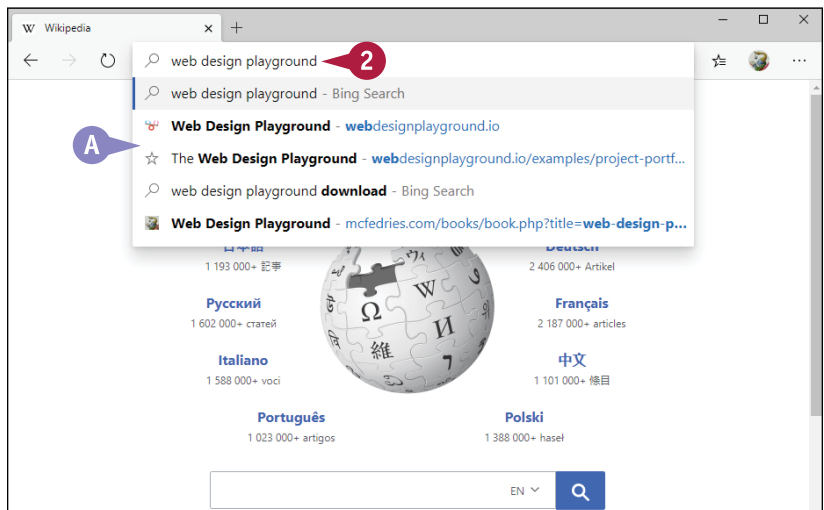 W Wikipedia
web design playground
2
web design playground - Bing Search
Web Design Playground - webdesignplayground.io
A
The Web Design Playground - webdesignplayground.io/examples/project-portf...
web design playground download - Bing Search
Web Design Playground - mcfedries.com/books/book.php?title=web-design-p...
日本語 Deutsch
1 193 000+ 記事 2 406 000+ Artikel
Русский Français
1 602 000+ статей 2 187 000+ articles
Italiano 中文
1 588 000+ voci 1 101 000+ 條目
Português Polski
1 023 000+ artigos 1 388 000+ haseł
W
Ω
И
維
EN